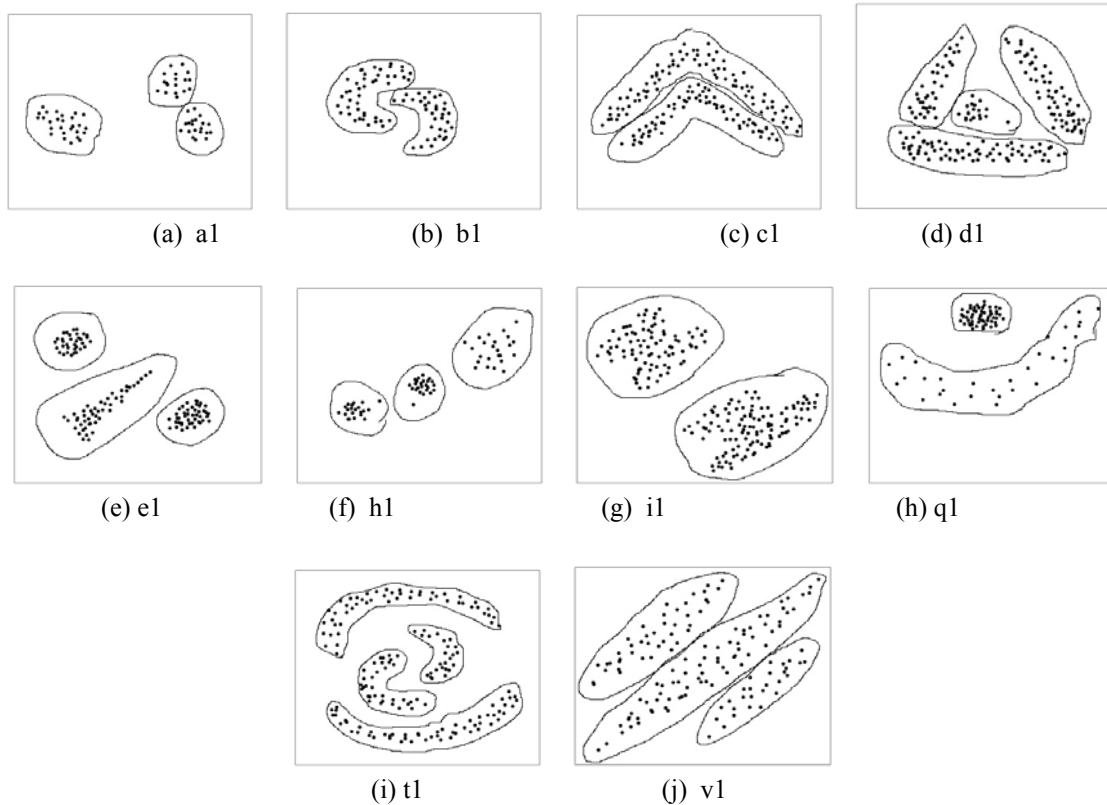 (a) a1 (b) b1 (c) c1 (d) d1
(e) e1 (f) h1 (g) i1 (h) q1
(i) t1 (j) v1